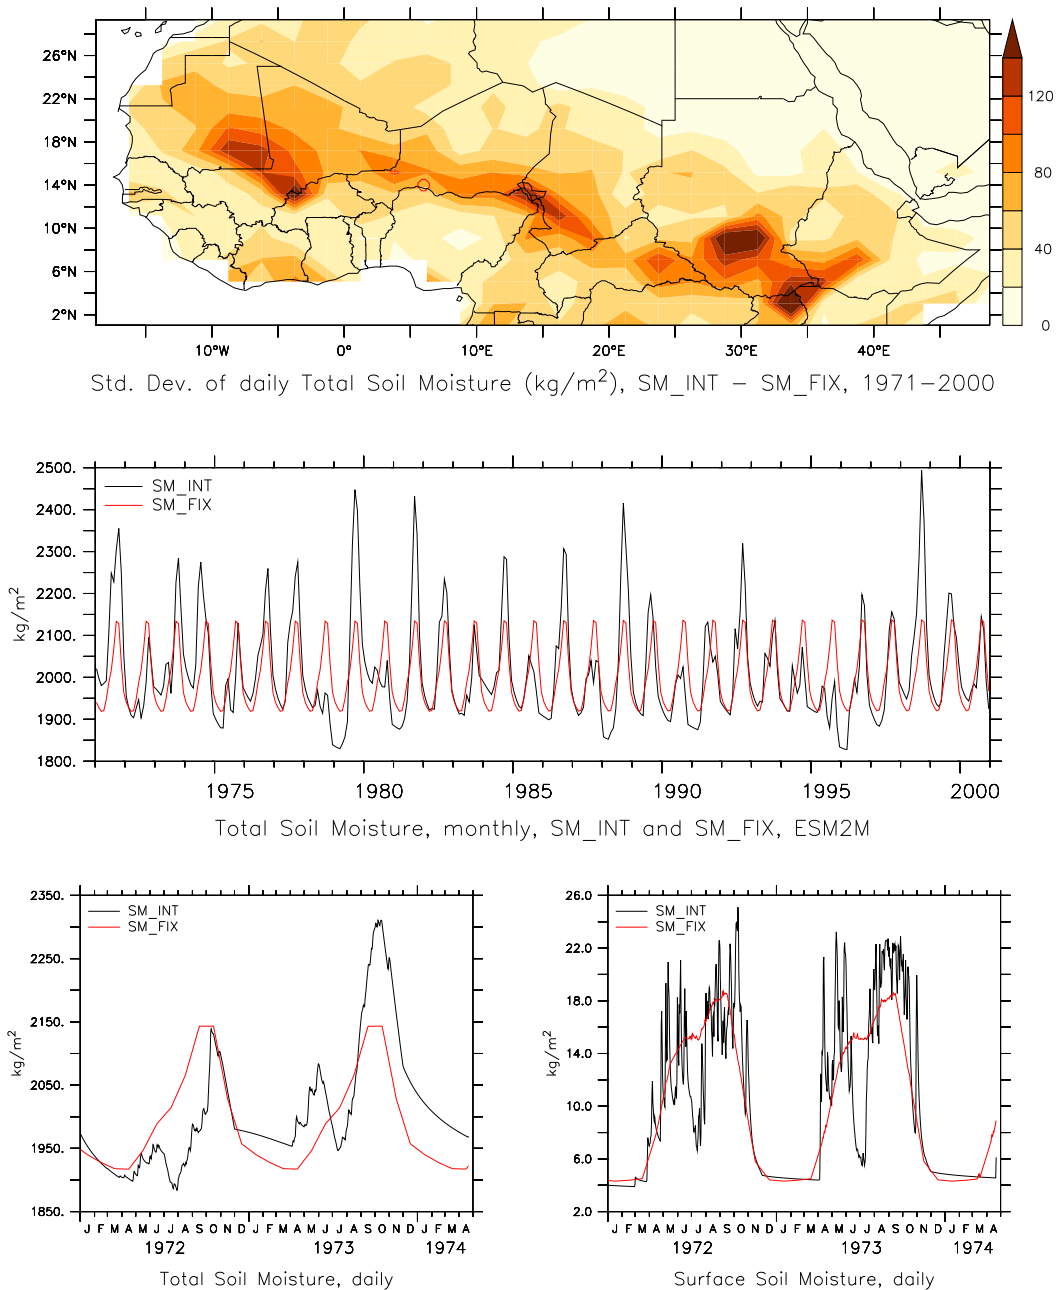 26°N
22°N
18°N
14°N
10°N
6°N
2°N
10°W 0° 10°E 20°E 30°E 40°E
120
80
40
0
Std. Dev. of daily Total Soil Moisture (kg/m²), SM_INT − SM_FIX, 1971−2000
2500.
2400.
2300.
2200.
2100.
2000.
1900.
1800.
kg/m²
SM_INT
SM_FIX
1975 1980 1985 1990 1995 2000
Total Soil Moisture, monthly, SM_INT and SM_FIX, ESM2M
2350.
2250.
2150.
2050.
1950.
1850.
kg/m²
SM_INT
SM_FIX
J F M A M J J A S O N D J F M A M J J A S O N D J F M A
1972 1973 1974
Total Soil Moisture, daily
26.0
22.0
18.0
14.0
10.0
6.0
2.0
kg/m²
SM_INT
SM_FIX
J F M A M J J A S O N D J F M A M J J A S O N D J F M A
1972 1973 1974
Surface Soil Moisture, daily